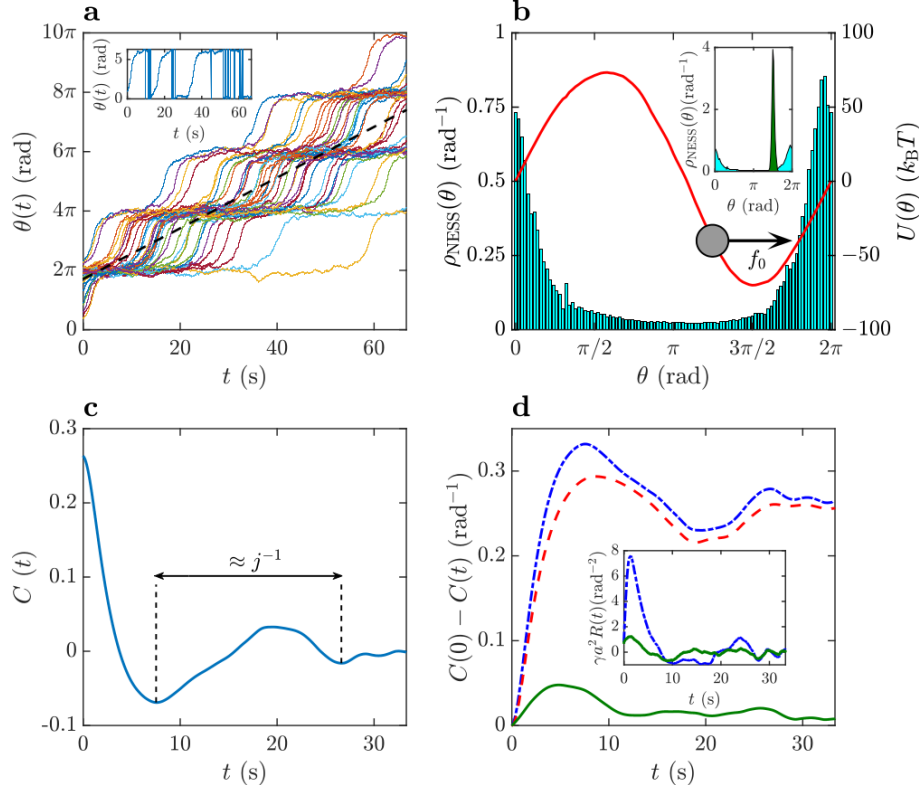 a
10π
8π
6π
4π
2π
0
θ(t) (rad)
0
20
40
60
t (s)
5
0
θ(t) (rad)
0
20
40
60
t (s)
b
1
0.75
0.5
0.25
0
ρNESS(θ) (rad⁻¹)
100
50
0
−50
−100
U(θ) (kBT)
0
π/2
π
3π/2
2π
θ (rad)
f₀
4
2
0
ρNESS(θ)(rad⁻¹)
0
π
2π
θ (rad)
c
0.3
0.2
0.1
0
-0.1
C (t)
≈ j⁻¹
0
10
20
30
t (s)
d
0.3
0.2
0.1
0
C(0) − C(t) (rad⁻¹)
0
10
20
30
t (s)
8
6
4
2
0
γa²R(t)(rad⁻²)
0
10
20
30
t (s)